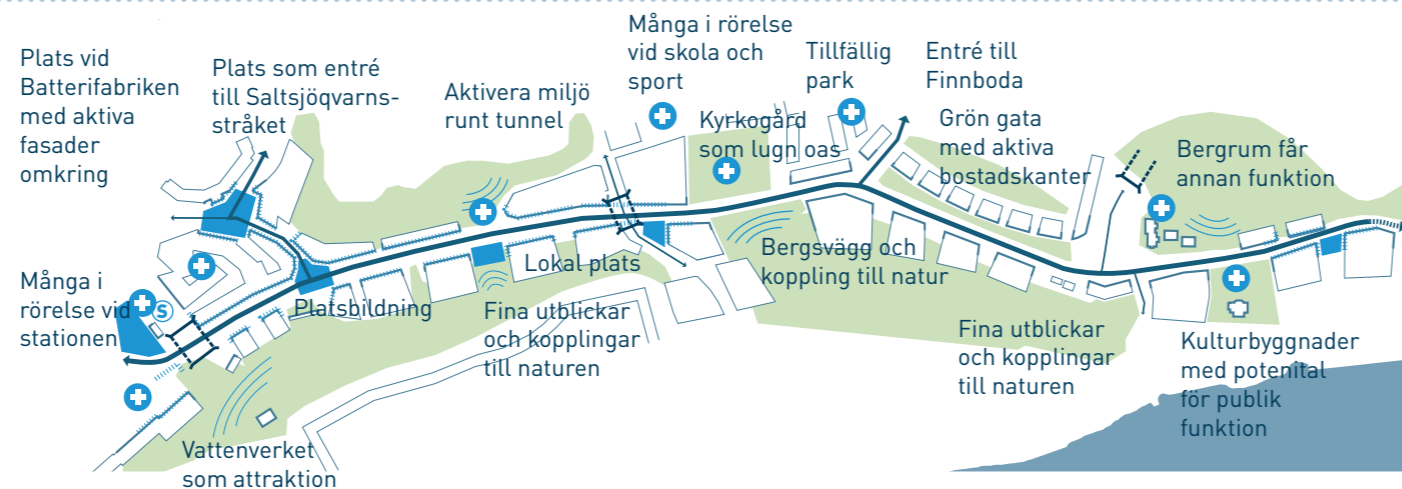 Plats vid
Batterifabriken
med aktiva
fasader
omkring
Plats som entré
till Saltsjöqvarns-
stråket
Aktivera miljö
runt tunnel
Många i rörelse
vid skola och
sport
Kyrkogård
som lugn oas
Tillfällig
park
Entré till
Finnboda
Grön gata
med aktiva
bostadskanter
Bergrum får
annan funktion
Många i
rörelse vid
stationen
S
Platsbildning
Lokal plats
Fina utblickar
och kopplingar
till naturen
Bergsvägg och
koppling till natur
Fina utblickar
och kopplingar
till naturen
Kulturbyggnader
med potenital
för publik
funktion
Vattenverket
som attraktion